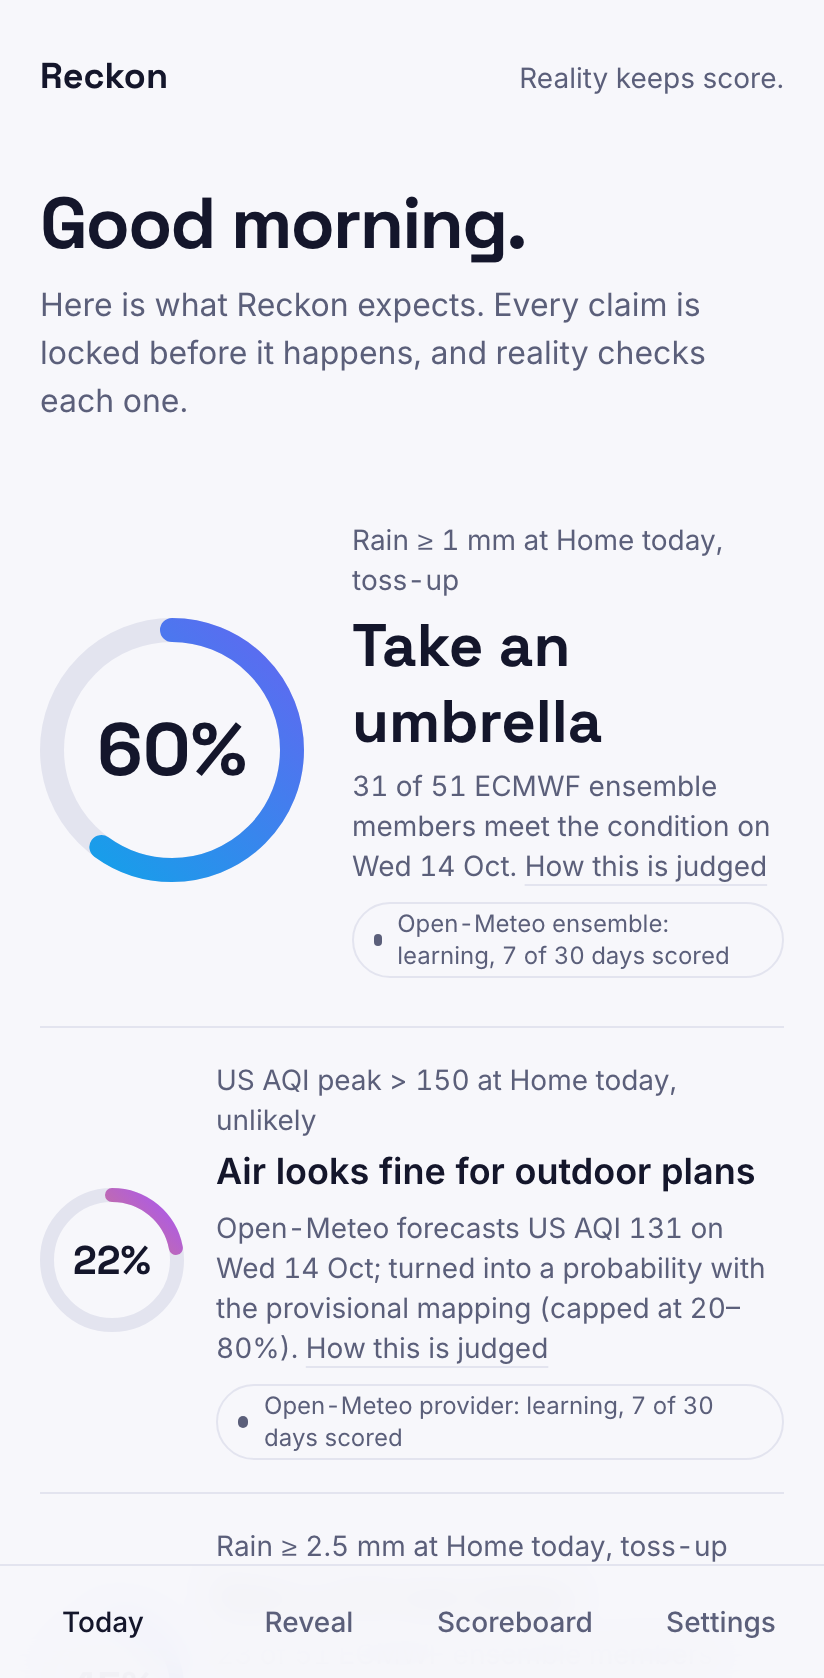 Reckon
Reality keeps score.
Good morning.
Here is what Reckon expects. Every claim is
locked before it happens, and reality checks
each one.
Rain ≥ 1 mm at Home today,
toss-up
Take an
umbrella
60%
31 of 51 ECMWF ensemble
members meet the condition on
Wed 14 Oct. How this is judged
Open-Meteo ensemble:
learning, 7 of 30 days scored
US AQI peak > 150 at Home today,
unlikely
Air looks fine for outdoor plans
22%
Open-Meteo forecasts US AQI 131 on
Wed 14 Oct; turned into a probability with
the provisional mapping (capped at 20–
80%). How this is judged
Open-Meteo provider: learning, 7 of 30
days scored
Rain ≥ 2.5 mm at Home today, toss-up
Today
Reveal
Scoreboard
Settings